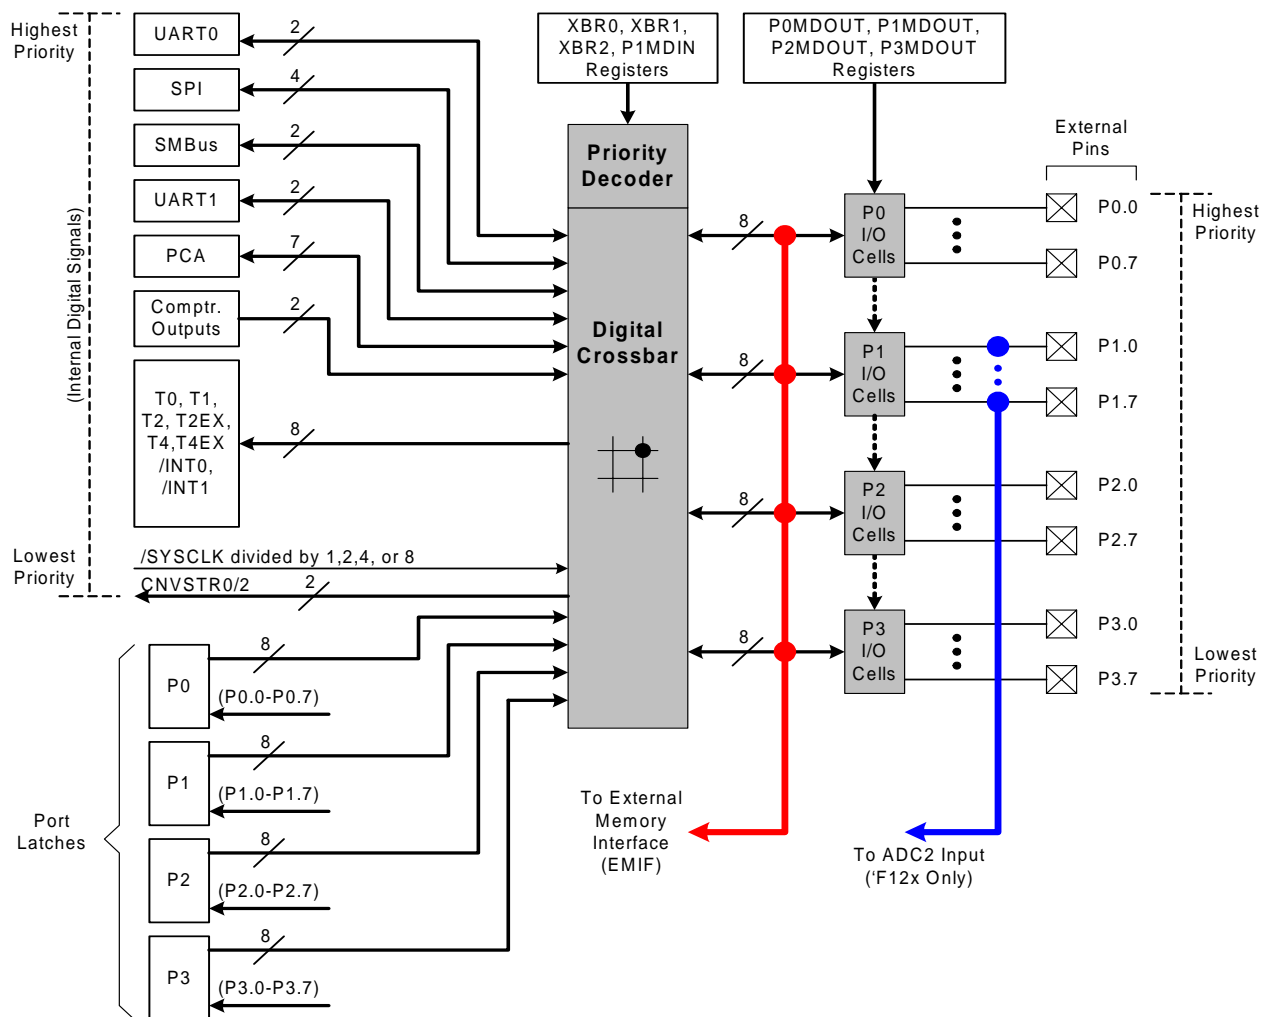 Highest
Priority
UART0
2
SPI
4
SMBus
2
UART1
2
PCA
7
Comptr.
Outputs
2
(Internal Digital Signals)
T0, T1,
T2, T2EX,
T4,T4EX
/INT0,
/INT1
8
Lowest
Priority
/SYSCLK divided by 1,2,4, or 8
CNVSTR0/2
2
XBR0, XBR1,
XBR2, P1MDIN
Registers
P0MDOUT, P1MDOUT,
P2MDOUT, P3MDOUT
Registers
Priority
Decoder
Digital
Crossbar
8
8
8
8
P0
I/O
Cells
P1
I/O
Cells
P2
I/O
Cells
P3
I/O
Cells
External
Pins
P0.0
P0.7
P1.0
P1.7
P2.0
P2.7
P3.0
P3.7
Highest
Priority
Lowest
Priority
Port
Latches
P0
8
(P0.0-P0.7)
P1
8
(P1.0-P1.7)
P2
8
(P2.0-P2.7)
P3
8
(P3.0-P3.7)
To External
Memory
Interface
(EMIF)
To ADC2 Input
(‘F12x Only)